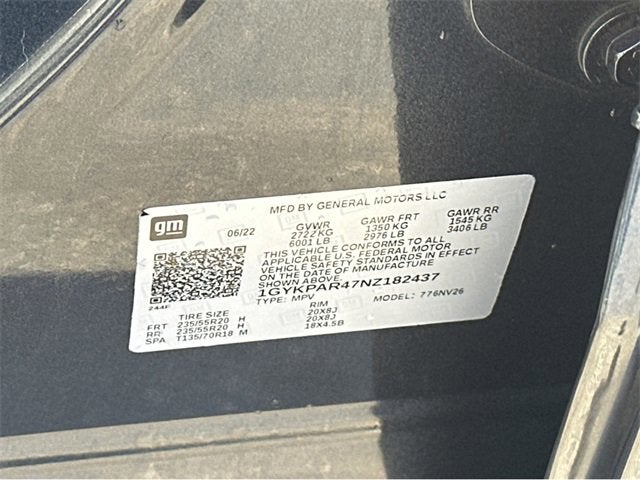 MFD BY GENERAL MOTORS LLC
gm
06/22
GVWR GAWR FRT GAWR RR
2722KG 1350 KG 1545 KG
6001 LB 2976 LB 3406 LB
THIS VEHICLE CONFORMS TO ALL
APPLICABLE U.S. FEDERAL MOTOR
VEHICLE SAFETY STANDARDS IN EFFECT
ON THE DATE OF MANUFACTURE
SHOWN ABOVE.
1GYKPAR47NZ182437
TYPE: MPV MODEL: 776NV26
244F
TIRE SIZE RIM
FRT 235/55R20 H 20X8J
RR 235/55R20 H 20X8J
SPA T135/70R18 M 18X4.5B